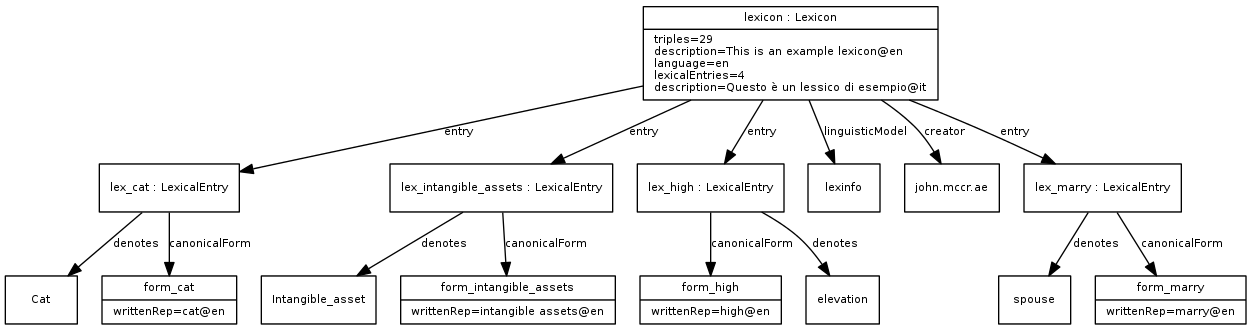 lexicon : Lexicon
triples=29
description=This is an example lexicon@en
language=en
lexicalEntries=4
description=Questo è un lessico di esempio@it
entry
entry
entry
linguisticModel
creator
entry
lex_cat : LexicalEntry
lex_intangible_assets : LexicalEntry
lex_high : LexicalEntry
lexinfo
john.mccr.ae
lex_marry : LexicalEntry
denotes
canonicalForm
denotes
canonicalForm
canonicalForm
denotes
denotes
canonicalForm
Cat
form_cat
writtenRep=cat@en
Intangible_asset
form_intangible_assets
writtenRep=intangible assets@en
form_high
writtenRep=high@en
elevation
spouse
form_marry
writtenRep=marry@en